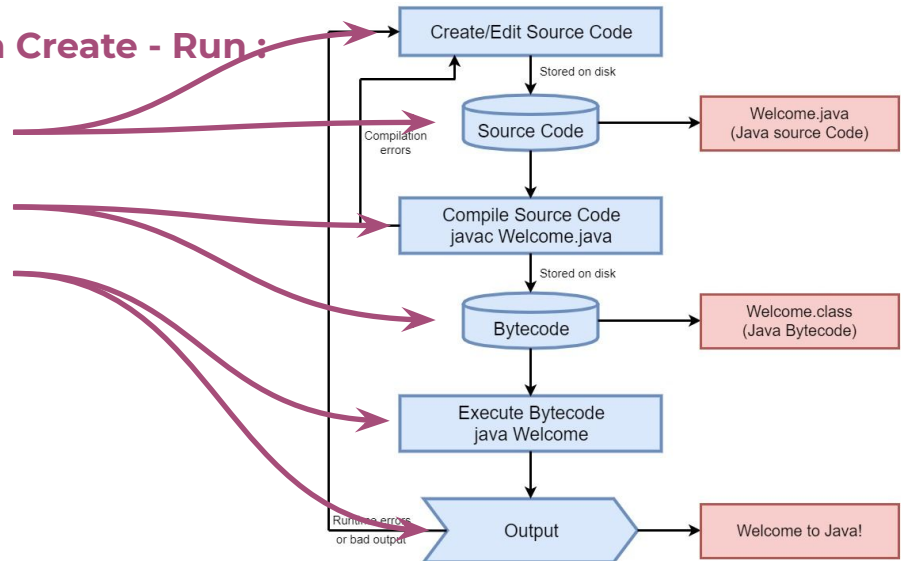 n Create - Run :
Create/Edit Source Code
Stored on disk
Source Code
Welcome.java
(Java source Code)
Compilation
errors
Compile Source Code
javac Welcome.java
Stored on disk
Bytecode
Welcome.class
(Java Bytecode)
Execute Bytecode
java Welcome
Runtime errors
or bad output
Output
Welcome to Java!